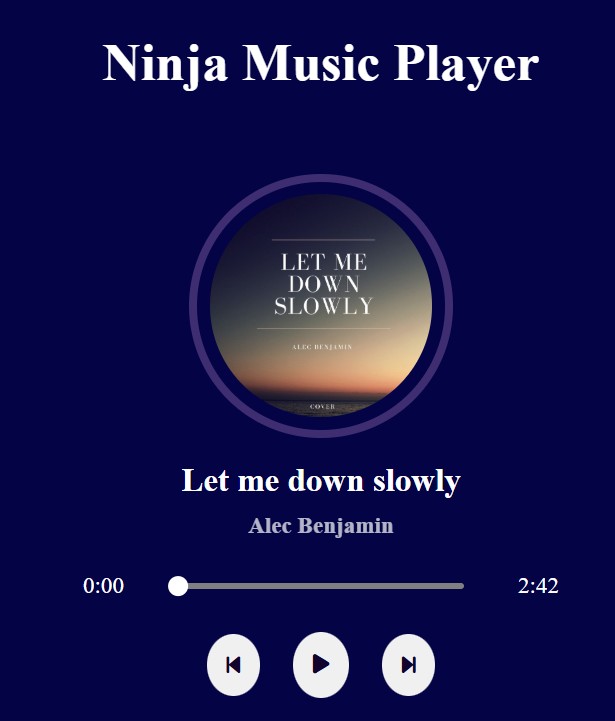 Ninja Music Player
LET ME
DOWN
SLOWLY
ALEC BENJAMIN
COVER
Let me down slowly
Alec Benjamin
0:00
2:42